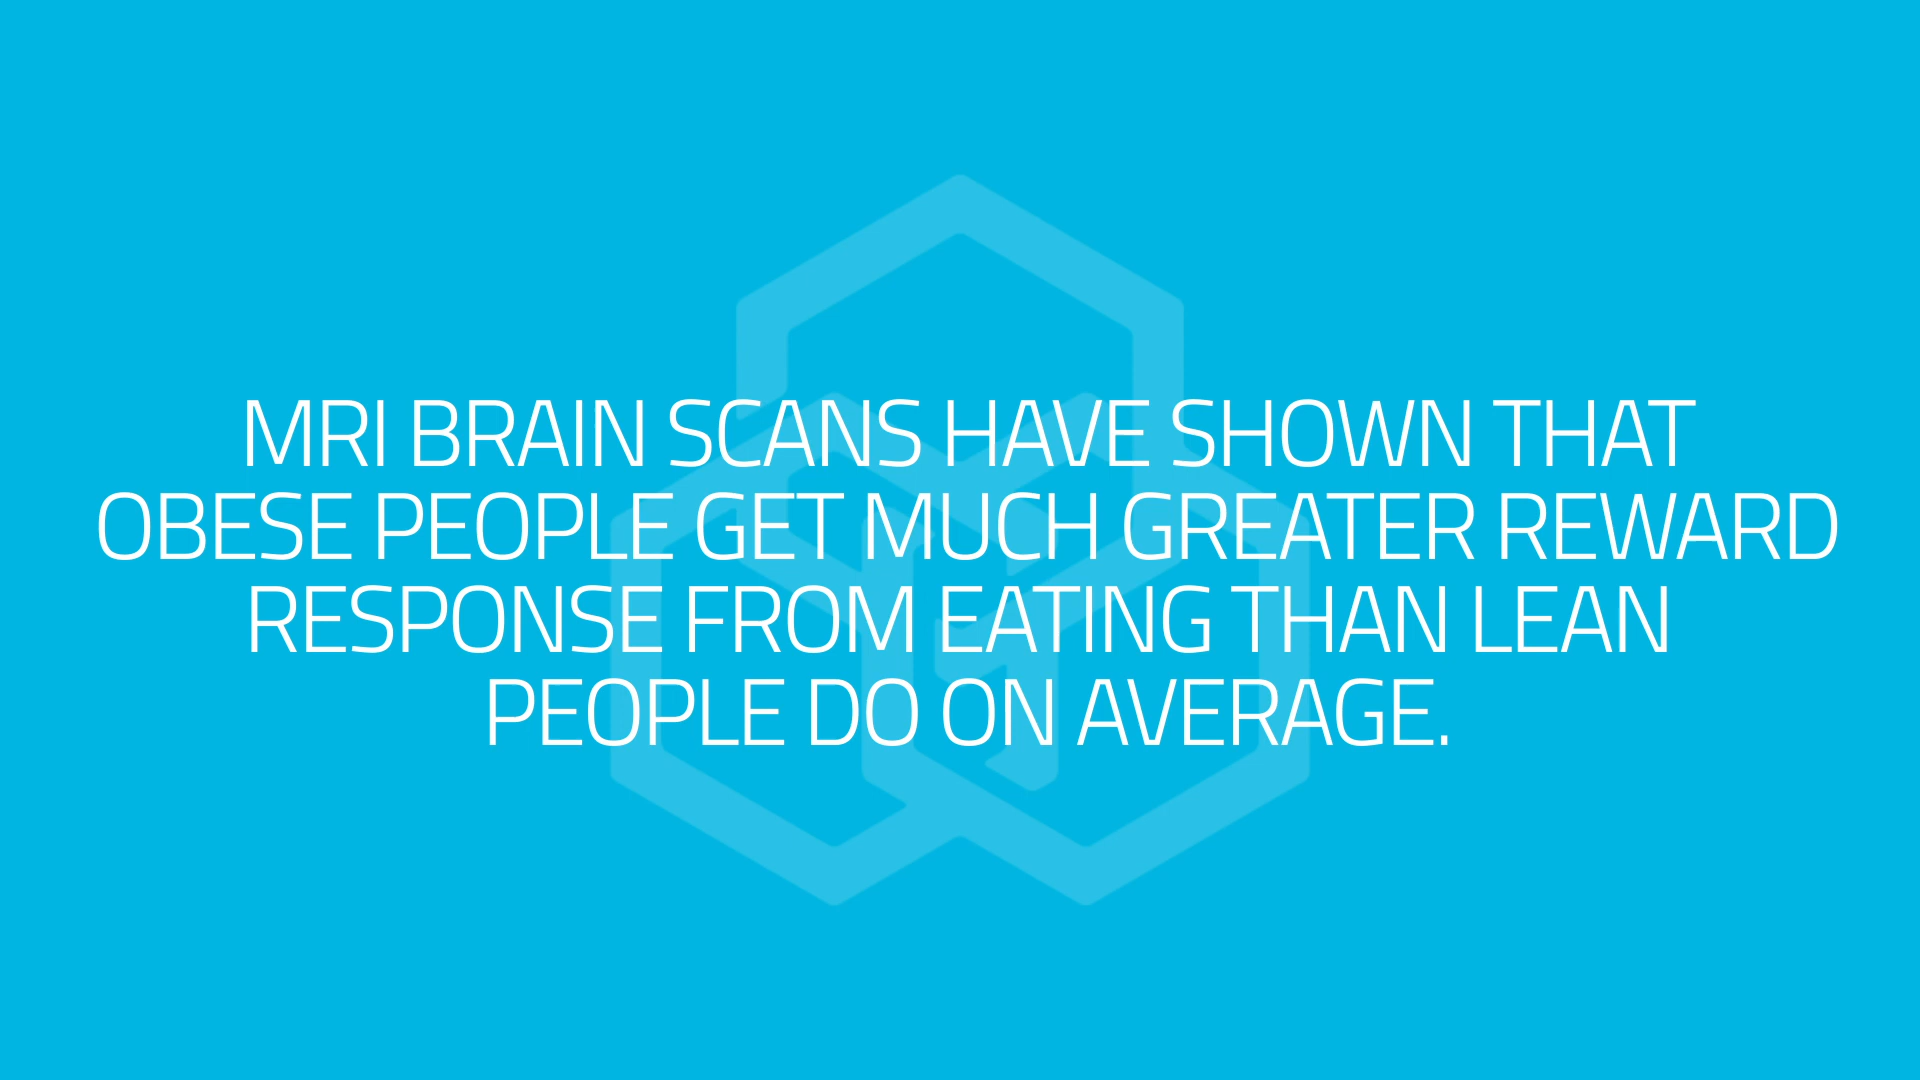 MRI BRAIN SCANS HAVE SHOWN THAT
OBESE PEOPLE GET MUCH GREATER REWARD
RESPONSE FROM EATING THAN LEAN
PEOPLE DO ON AVERAGE.